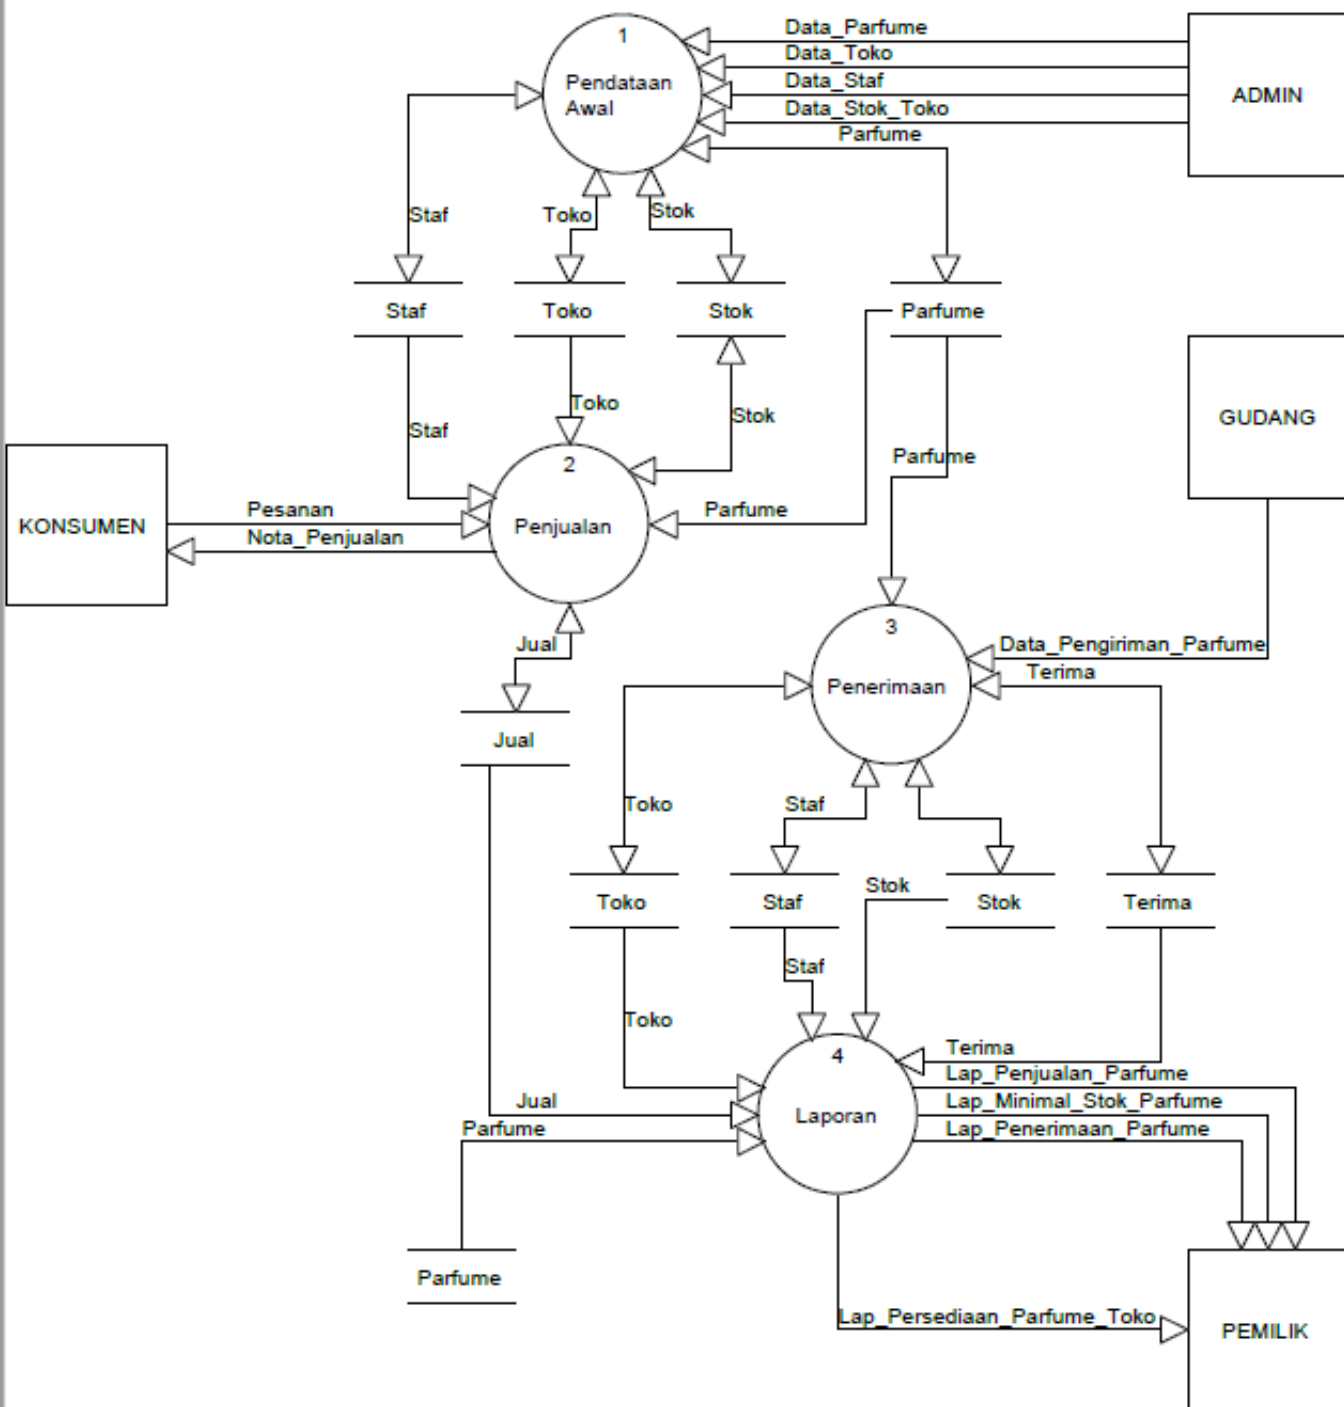 1
Pendataan
Awal
Data_Parfume
Data_Toko
Data_Staf
Data_Stok_Toko
Parfume
ADMIN
Staf
Toko
Stok
Staf
Toko
Stok
Parfume
GUDANG
Staf
Toko
Stok
Parfume
KONSUMEN
Pesanan
Nota_Penjualan
2
Penjualan
Parfume
Jual
Jual
3
Penerimaan
Data_Pengiriman_Parfume
Terima
Toko
Staf
Toko
Staf
Stok
Stok
Terima
Staf
Toko
4
Laporan
Terima
Lap_Penjualan_Parfume
Lap_Minimal_Stok_Parfume
Lap_Penerimaan_Parfume
Jual
Parfume
Parfume
Lap_Persediaan_Parfume_Toko
PEMILIK